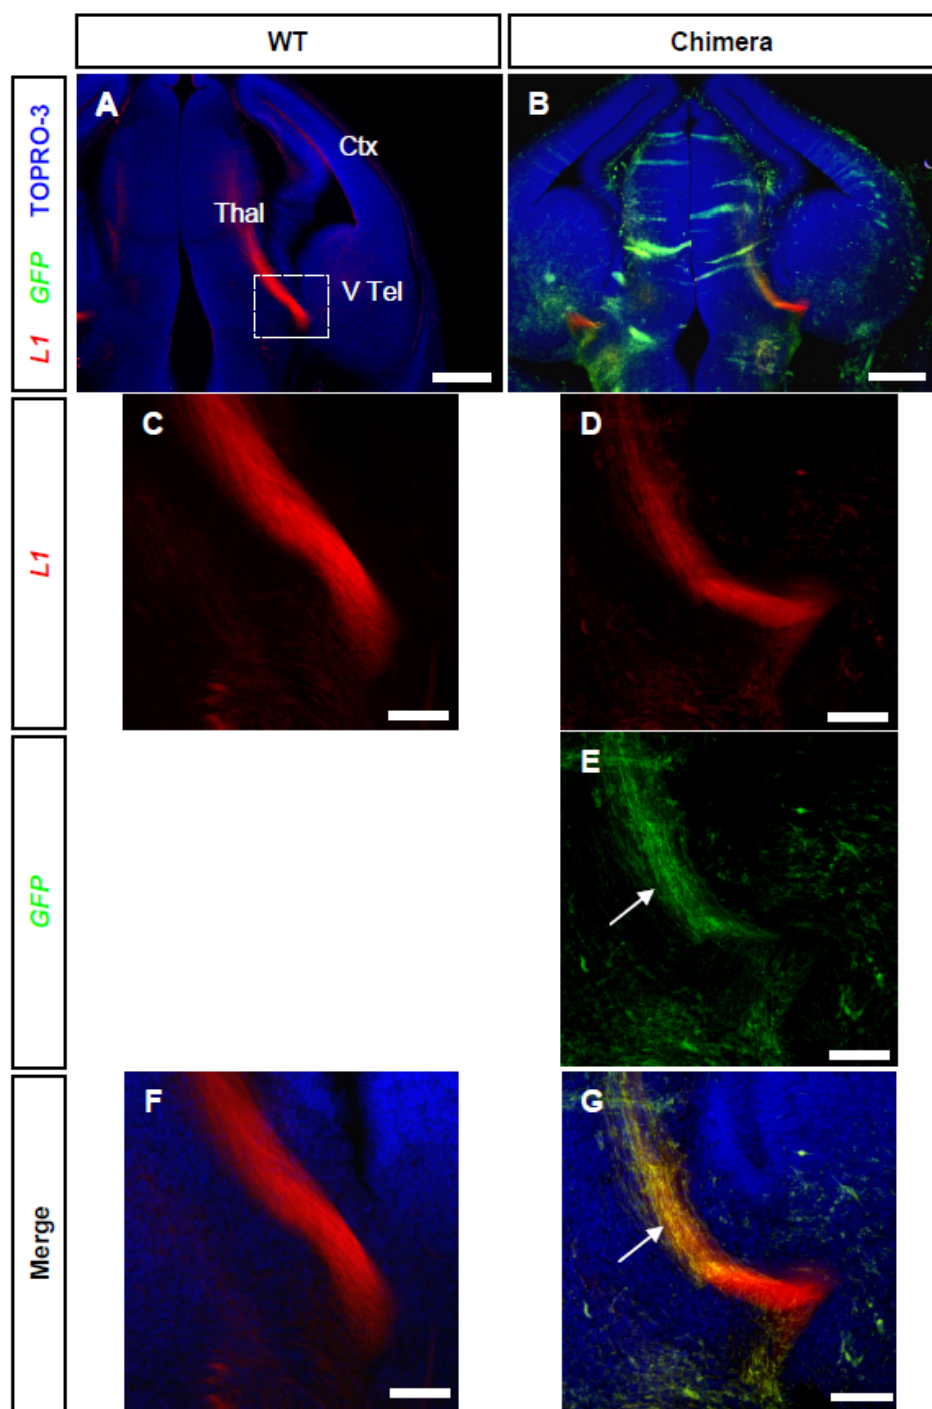 WT
Chimera
L1 GFP TOPRO-3
A
Ctx
Thal
V Tel
B
L1
C
D
GFP
E
Merge
F
G